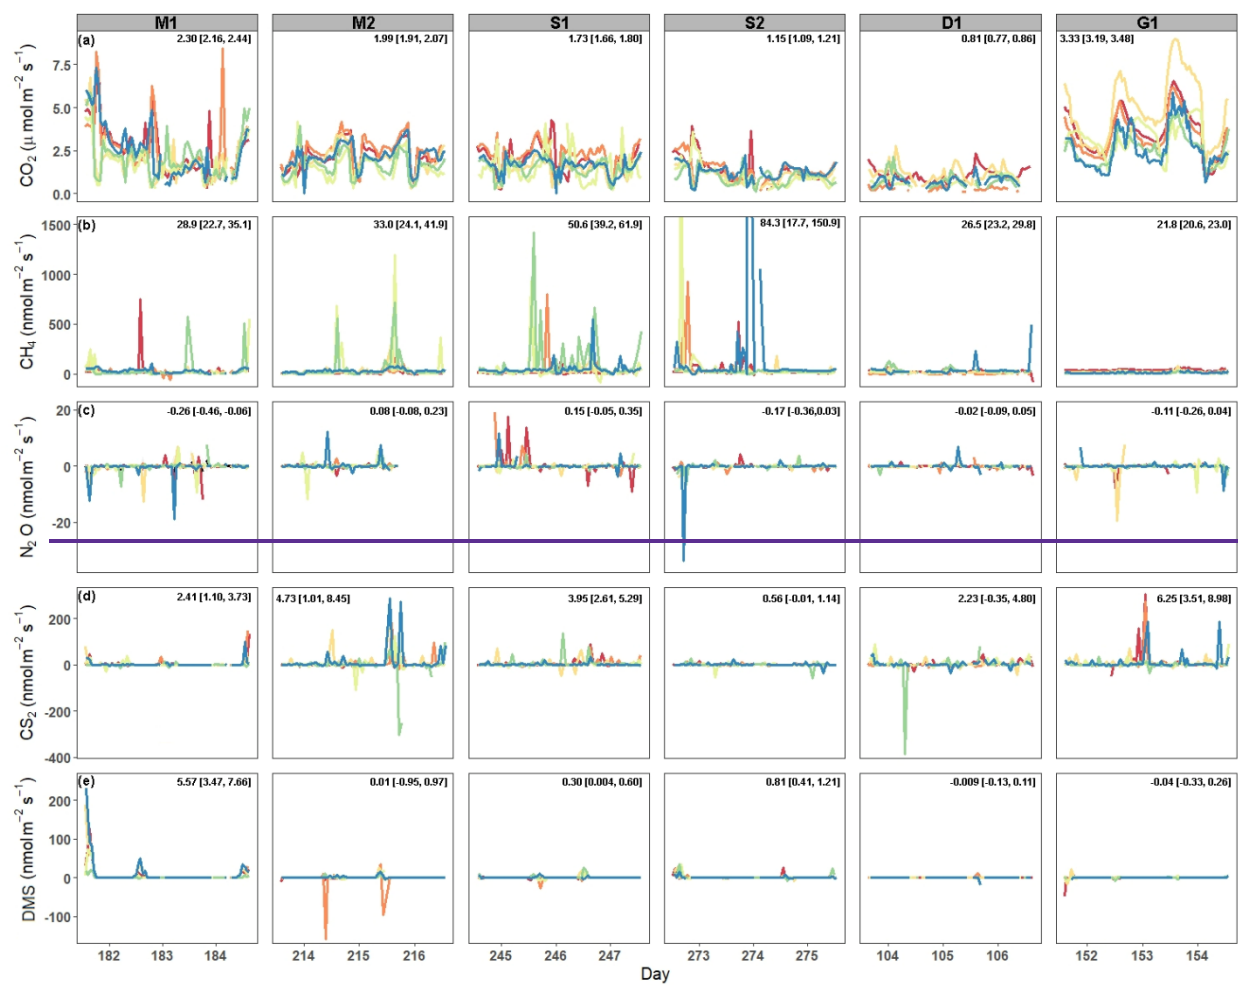 M1 M2 S1 S2 D1 G1
(a) 2.30 [2.16, 2.44] 1.99 [1.91, 2.07] 1.73 [1.66, 1.80] 1.15 [1.09, 1.21] 0.81 [0.77, 0.86] 3.33 [3.19, 3.48]
CO₂ (μ molm⁻² s⁻¹)
7.5
5.0
2.5
0.0
(b) 28.9 [22.7, 35.1] 33.0 [24.1, 41.9] 50.6 [39.2, 61.9] 84.3 [17.7, 150.9] 26.5 [23.2, 29.8] 21.8 [20.6, 23.0]
CH₄ (nmolm⁻² s⁻¹)
1500
1000
500
0
(c) -0.26 [-0.46, -0.06] 0.08 [-0.08, 0.23] 0.15 [-0.05, 0.35] -0.17 [-0.36,0.03] -0.02 [-0.09, 0.05] -0.11 [-0.26, 0.04]
N₂ O (nmolm⁻² s⁻¹)
20
0
-20
(d) 2.41 [1.10, 3.73] 4.73 [1.01, 8.45] 3.95 [2.61, 5.29] 0.56 [-0.01, 1.14] 2.23 [-0.35, 4.80] 6.25 [3.51, 8.98]
CS₂ (nmolm⁻² s⁻¹)
200
0
-200
-400
(e) 5.57 [3.47, 7.66] 0.01 [-0.95, 0.97] 0.30 [0.004, 0.60] 0.81 [0.41, 1.21] -0.009 [-0.13, 0.11] -0.04 [-0.33, 0.26]
DMS (nmolm⁻² s⁻¹)
200
100
0
-100
182 183 184 214 215 216 245 246 247 273 274 275 104 105 106 152 153 154
Day